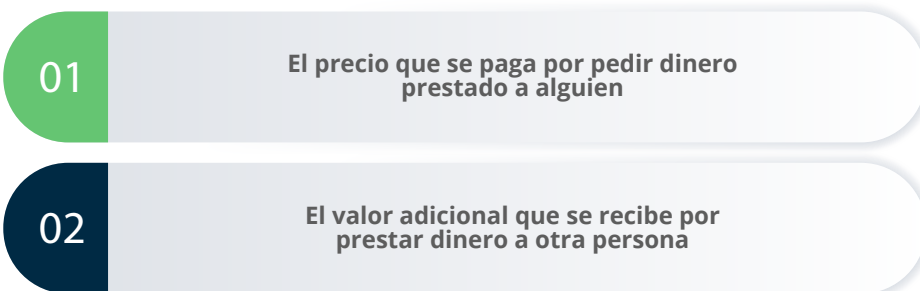 01
El precio que se paga por pedir dinero
prestado a alguien
02
El valor adicional que se recibe por
prestar dinero a otra persona